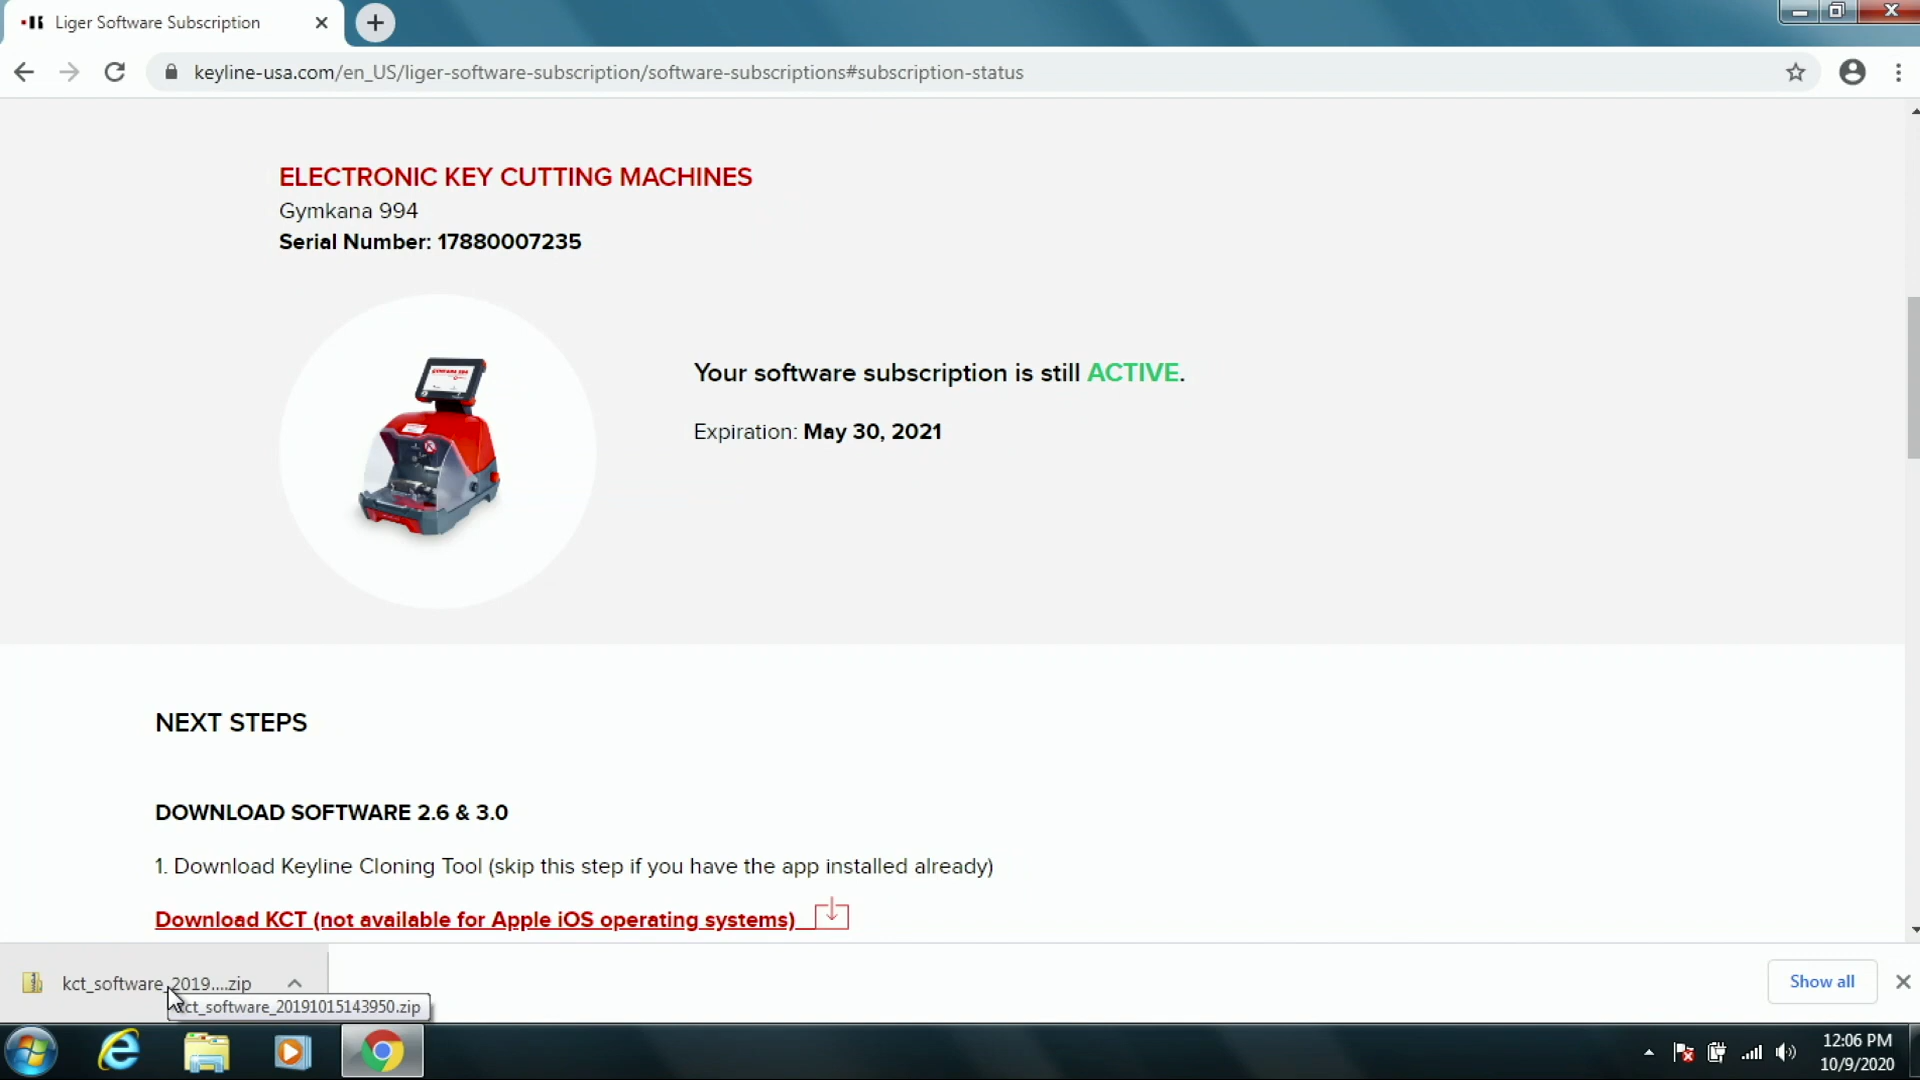 Liger Software Subscription
keyline-usa.com/en_US/liger-software-subscription/software-subscriptions#subscription-status
ELECTRONIC KEY CUTTING MACHINES
Gymkana 994
Serial Number: 17880007235
Your software subscription is still ACTIVE.
Expiration: May 30, 2021
NEXT STEPS
DOWNLOAD SOFTWARE 2.6 & 3.0
1. Download Keyline Cloning Tool (skip this step if you have the app installed already)
Download KCT (not available for Apple iOS operating systems)
kct_software_2019....zip
Show all
kct_software_20191015143950.zip
12:06 PM
10/9/2020